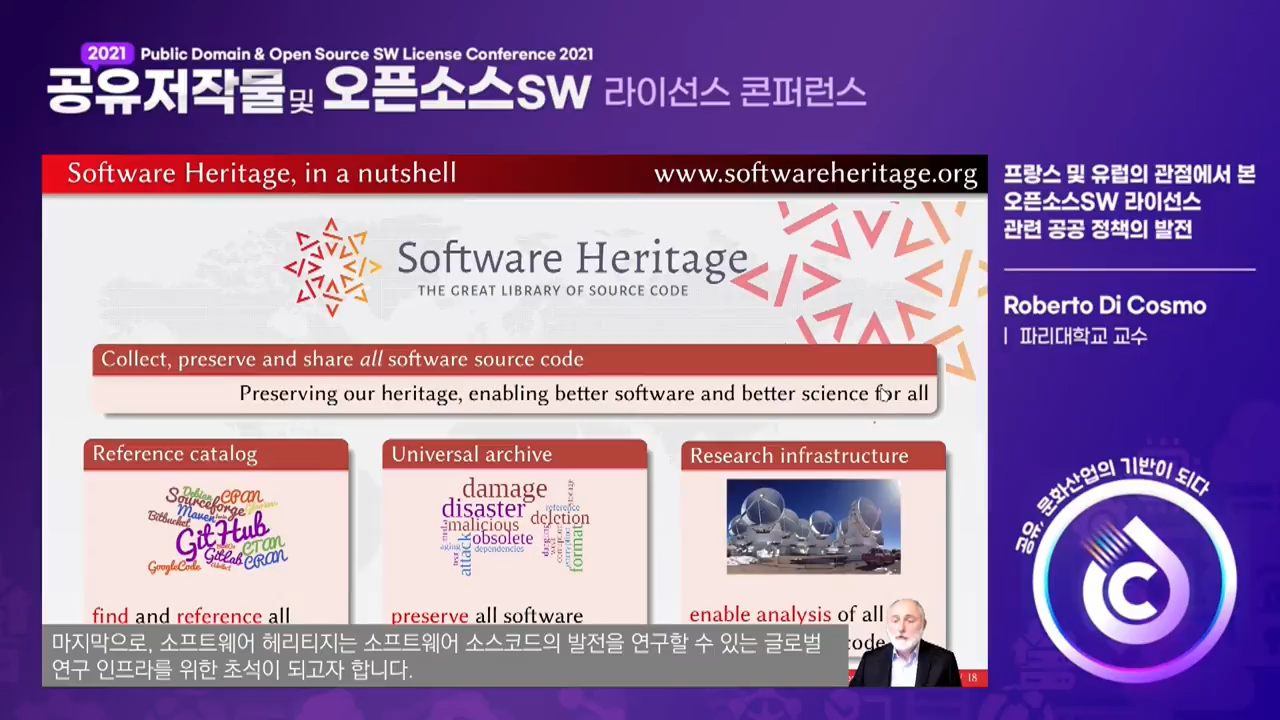 2021 Public Domain & Open Source SW License Conference 2021
공유저작물및 오픈소스SW 라이선스 콘퍼런스
Software Heritage, in a nutshell www.softwareheritage.org
Software Heritage
THE GREAT LIBRARY OF SOURCE CODE
Collect, preserve and share all software source code
Preserving our heritage, enabling better software and better science for all
Reference catalog
Debian
Sourceforge
CPAN
Maven
Bitbucket
GitHub
GitLab
CTAN
CRAN
GoogleCode
find and reference all
Universal archive
damage
disaster
reference
malicious
deletion
obsolete
aging
dependencies
attack
format
preserve all software
Research infrastructure
enable analysis of all
code
마지막으로, 소프트웨어 헤리티지는 소프트웨어 소스코드의 발전을 연구할 수 있는 글로벌
연구 인프라를 위한 초석이 되고자 합니다.
/ 18
프랑스 및 유럽의 관점에서 본
오픈소스SW 라이선스
관련 공공 정책의 발전
Roberto Di Cosmo
파리대학교 교수
공유, 문화산업의 기반이 되다
C